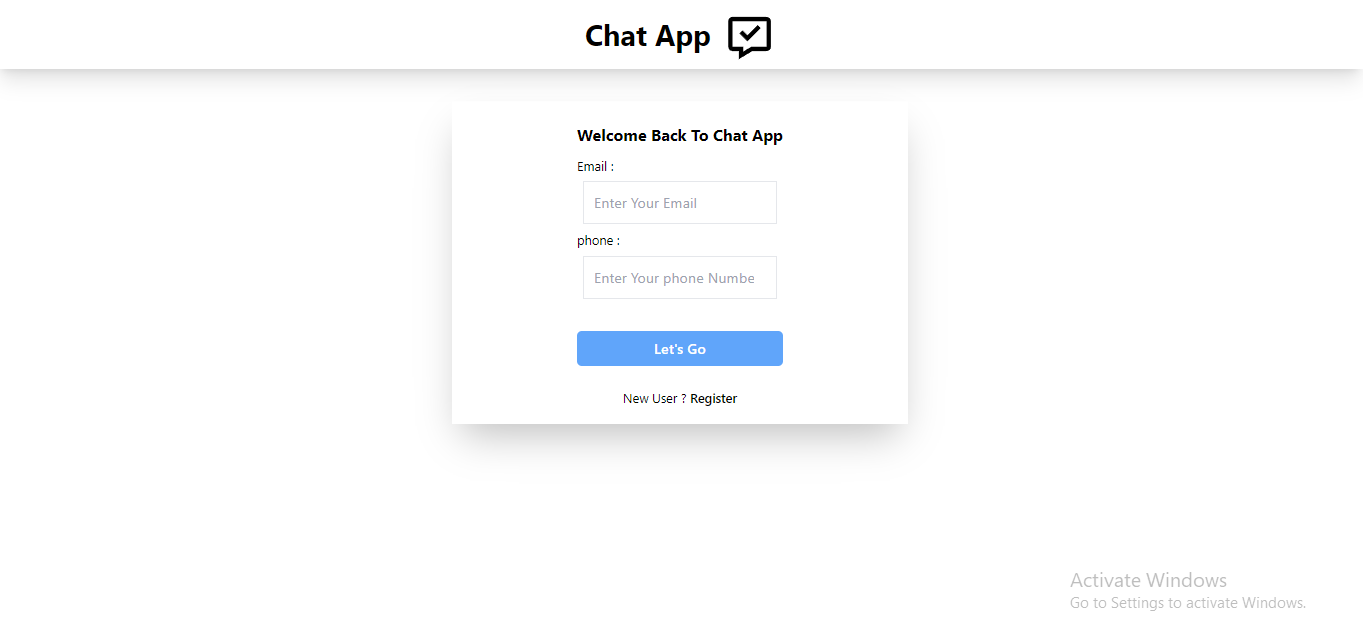 Chat App
Welcome Back To Chat App
Email :
Enter Your Email
phone :
Enter Your phone Numbe
Let's Go
New User ? Register
Activate Windows
Go to Settings to activate Windows.